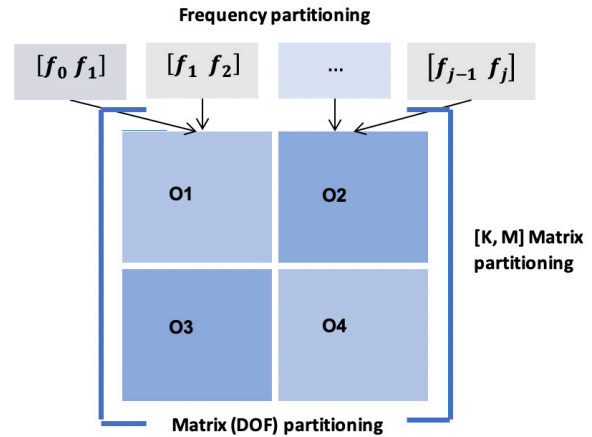 Frequency partitioning
[f₀ f₁] [f₁ f₂] ... [fⱼ₋₁ fⱼ]
O1 O2
[K, M] Matrix
partitioning
O3 O4
Matrix (DOF) partitioning